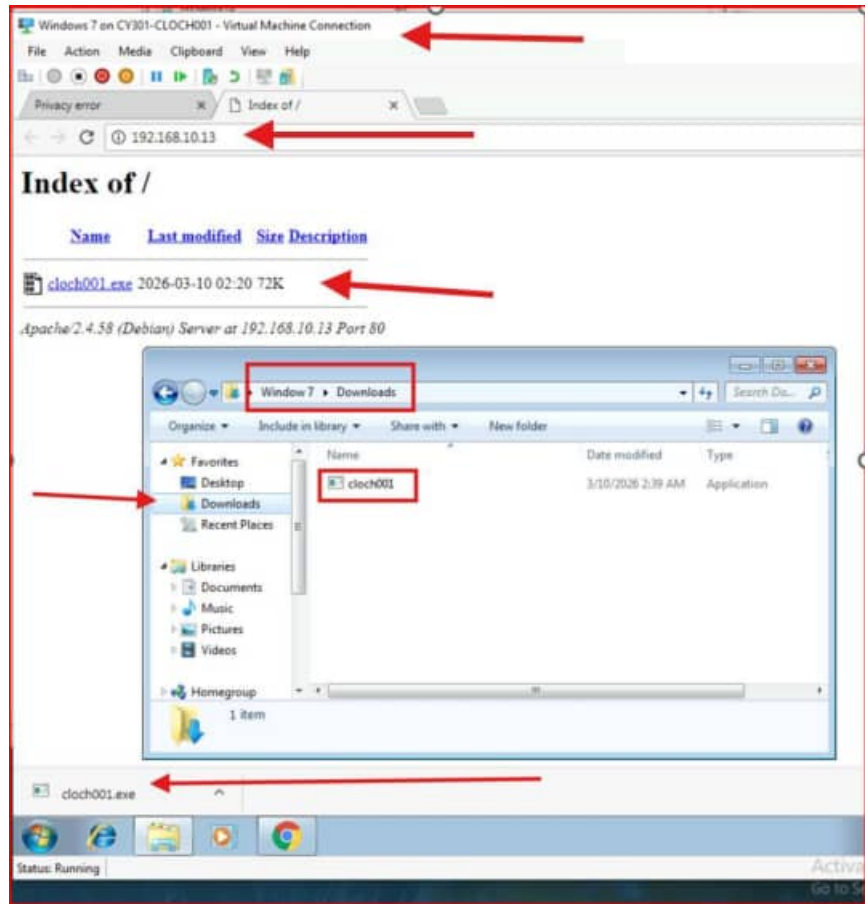 Windows 7 on CY301-CLOCH001 - Virtual Machine Connection
File Action Media Clipboard View Help
Privacy error
Index of /
192.168.10.13
Index of /
Name Last modified Size Description
cloch001.exe 2026-03-10 02:20 72K
Apache/2.4.58 (Debian) Server at 192.168.10.13 Port 80
Window 7 Downloads
Search Do...
Organize Include in library Share with New folder
Favorites
Desktop
Downloads
Recent Places
Libraries
Documents
Music
Pictures
Videos
Homegroup
Name Date modified Type
cloch001 3/10/2026 2:39 AM Application
1 item
cloch001.exe
Status: Running
Activa
Go to Se